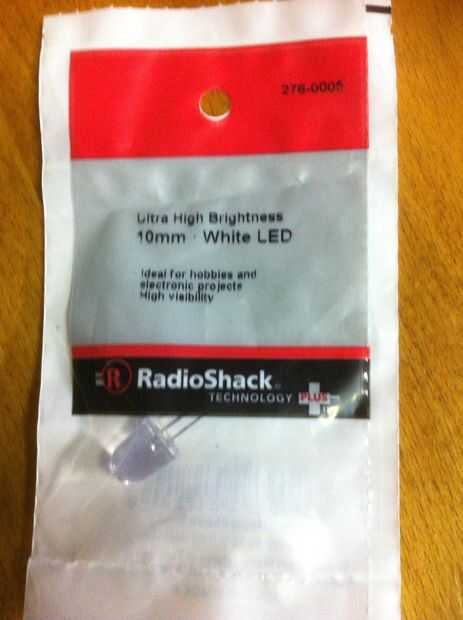 276-0005
Ultra High Brightness
10mm · White LED
Ideal for hobbies and
electronic projects
High visibility
R RadioShack
TECHNOLOGY PLUS